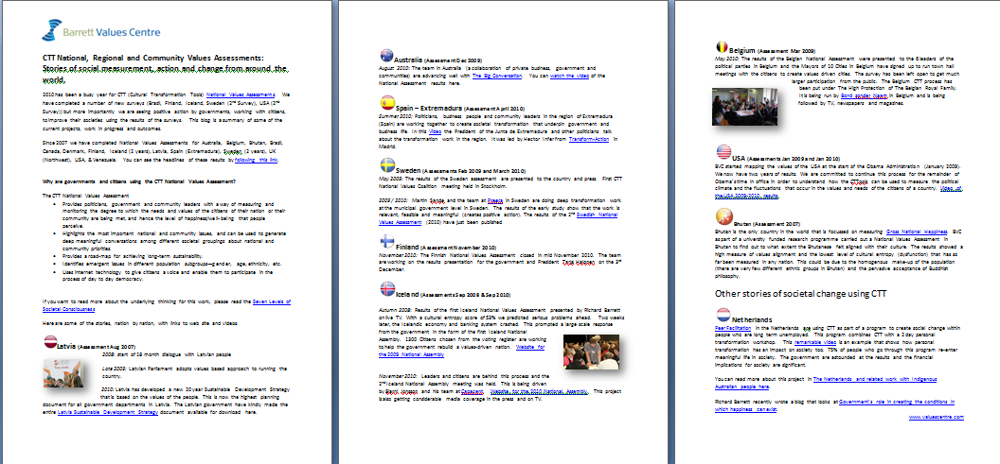 Barrett Values Centre
CTT National, Regional and Community Values Assessments:
Stories of social measurement, action and change from around the
world.
2010 has been a busy year for CTT (Cultural Transformation Tools) National Values Assessments. We
have completed a number of new surveys (Brazil, Finland, Iceland, Sweden (2nd Survey), USA (2nd
Survey)) but more importantly we are seeing positive action by governments, working with citizens,
to improve their societies using the results of the surveys. This blog is a summary of some of the
current projects, work in progress and outcomes.
Since 2007 we have completed National Values Assessments for Australia, Belgium, Bhutan, Brazil,
Canada, Denmark, Finland, Iceland (2 years), Latvia, Spain (Extremadura), Sweden, (2 years), UK
(Northwest), USA, & Venezuela. You can see the headlines of these results by following this link.
Why are governments and citizens using the CTT National Values Assessment?
The CTT National Values Assessment
• Provides politicians, government and community leaders with a way of measuring and
monitoring the degree to which the needs and values of the citizens of their nation or their
community are being met, and hence the level of happiness/well-being that people
perceive.
• Highlights the most important national and community issues, and can be used to generate
deep meaningful conversations among different societal groupings about national and
community priorities.
• Provides a road-map for achieving long-term sustainability.
• Identifies emergent issues in different population subgroups—gender, age, ethnicity, etc.
• Uses internet technology to give citizens a voice and enable them to participate in the
process of day to day democracy.
If you want to read more about the underlying thinking for this work, please read the Seven Levels of
Societal Consciousness
Here are some of the stories, nation by nation, with links to web site and videos.
Latvia (Assessment Aug 2007)
2008: start of 18 month dialogue with Latvian people
Late 2009: Latvian Parliament adopts values based approach to running the
country.
2010: Latvia has developed a new 20 year Sustainable Development Strategy
that is based on the values of the people. This is now the highest planning
document for all government departments in Latvia. The Latvian government have kindly made the
entire Latvia Sustainable Development Strategy document available for download here.
Australia (Assessment Dec 2009)
August 2010: The team in Australia (a collaboration of private business, government and
communities) are advancing well with The Big Conversation. You can watch the video of the
National Assessment results here.
Spain – Extremadura (Assessment April 2010)
Summer 2010: Politicians, business people and community leaders in the region of Extremadura
(Spain) are working together to create societal transformation that underpin government and
business life. In this Video the President of the Junta de Extremadura and other politicians talk
about the transformation work in the region. It was led by Hector Infer from Transform-Action in
Madrid.
Sweden (Assessments Feb 2009 and March 2010)
May 2009: The results of the Sweden assessment are presented to the country and press. First CTT
National Values Coalition meeting held in Stockholm.
2009 / 2010: Martin Sande and the team at Preera in Sweden are doing deep transformation work
at the municipal government level in Sweden. The results of the early study show that the work is
relevant, feasible and meaningful (creates positive action). The results of the 2nd Swedish National
Values Assessment (2010) have just been published
Finland (Assessment November 2010)
November 2010: The Finnish National Values Assessment closed in mid November 2010. The team
are working on the results presentation for the government and President Tarja Halonen on the 3rd
December.
Iceland (Assessments Sep 2008 & Sep 2010)
Autumn 2008: Results of the first Iceland National Values Assessment presented by Richard Barrett
on live TV. With a cultural entropy score of 53% we predicted serious problems ahead. Two weeks
later, the Icelandic economy and banking system crashed. This prompted a large scale response
from the government in the form of the first Iceland National
Assembly. 1300 Citizens chosen from the voting register are working
to help the government rebuild a values-driven nation. Website for
the 2009 National Assembly
November 2010: Leaders and citizens are behind this process and the
2nd Iceland National Assembly meeting was held. This is being driven
by and his team at Capacent. Website for the 2010 National Assembly. This project
is also getting considerable media coverage in the press and on TV.
Belgium (Assessment Mar 2009)
May 2010: The results of the Belgian National Assessment were presented to the 6 leaders of the
political parties in Belgium and the Mayors of 10 Cities in Belgium have signed up to run town hall
meetings with the citizens to create values driven cities. The survey has been left open to get much
larger participation from the public. The Belgium CTT process has
been put under The High Protection of The Belgian Royal Family.
It is being run by Bond zonder Naam in Belgium and is being
followed by TV, newspapers and magazines.
USA (Assessments Jan 2009 and Jan 2010)
BVC started mapping the values of the USA at the start of the Obama Administration (January 2009).
We now have two years of results. We are committed to continue this process for the remainder of
Obama's time in office in order to understand how the CTTools can be used to measure the political
climate and the fluctuations that occur in the values and needs of the citizens of a country. Video of
the USA 2009-2010 results.
Bhutan (Assessment 2007)
Bhutan is the only country in the world that is focussed on measuring Gross National Happiness. BVC
as part of a university funded research programme carried out a National Values Assessment in
Bhutan to find out to what extent the Bhutanese felt aligned with their culture. The results showed a
high measure of values alignment and the lowest level of cultural entropy (dysfunction) that has so
far been measured in any nation. This could be due to the homogenous make-up of the population
(there are very few different ethnic groups in Bhutan) and the pervasive acceptance of Buddhist
philosophy.
Other stories of societal change using CTT
Netherlands
Peer Facilitation in the Netherlands are using CTT as part of a program to create social change within
people who are long term unemployed. This program combines CTT with a 2 day personal
transformation workshop. This remarkable video is an example that shows how personal
transformation has an impact on society too. 75% of people who go through this program re-enter
meaningful life in society. The government are astounded at the results and the financial
implications for society are significant.
You can read more about this project in The Netherlands and related work with Indigenous
Australian people here.
Richard Barrett recently wrote a blog that looks at Government's role in creating the conditions in
which happiness can exist.
www.valuescentre.com